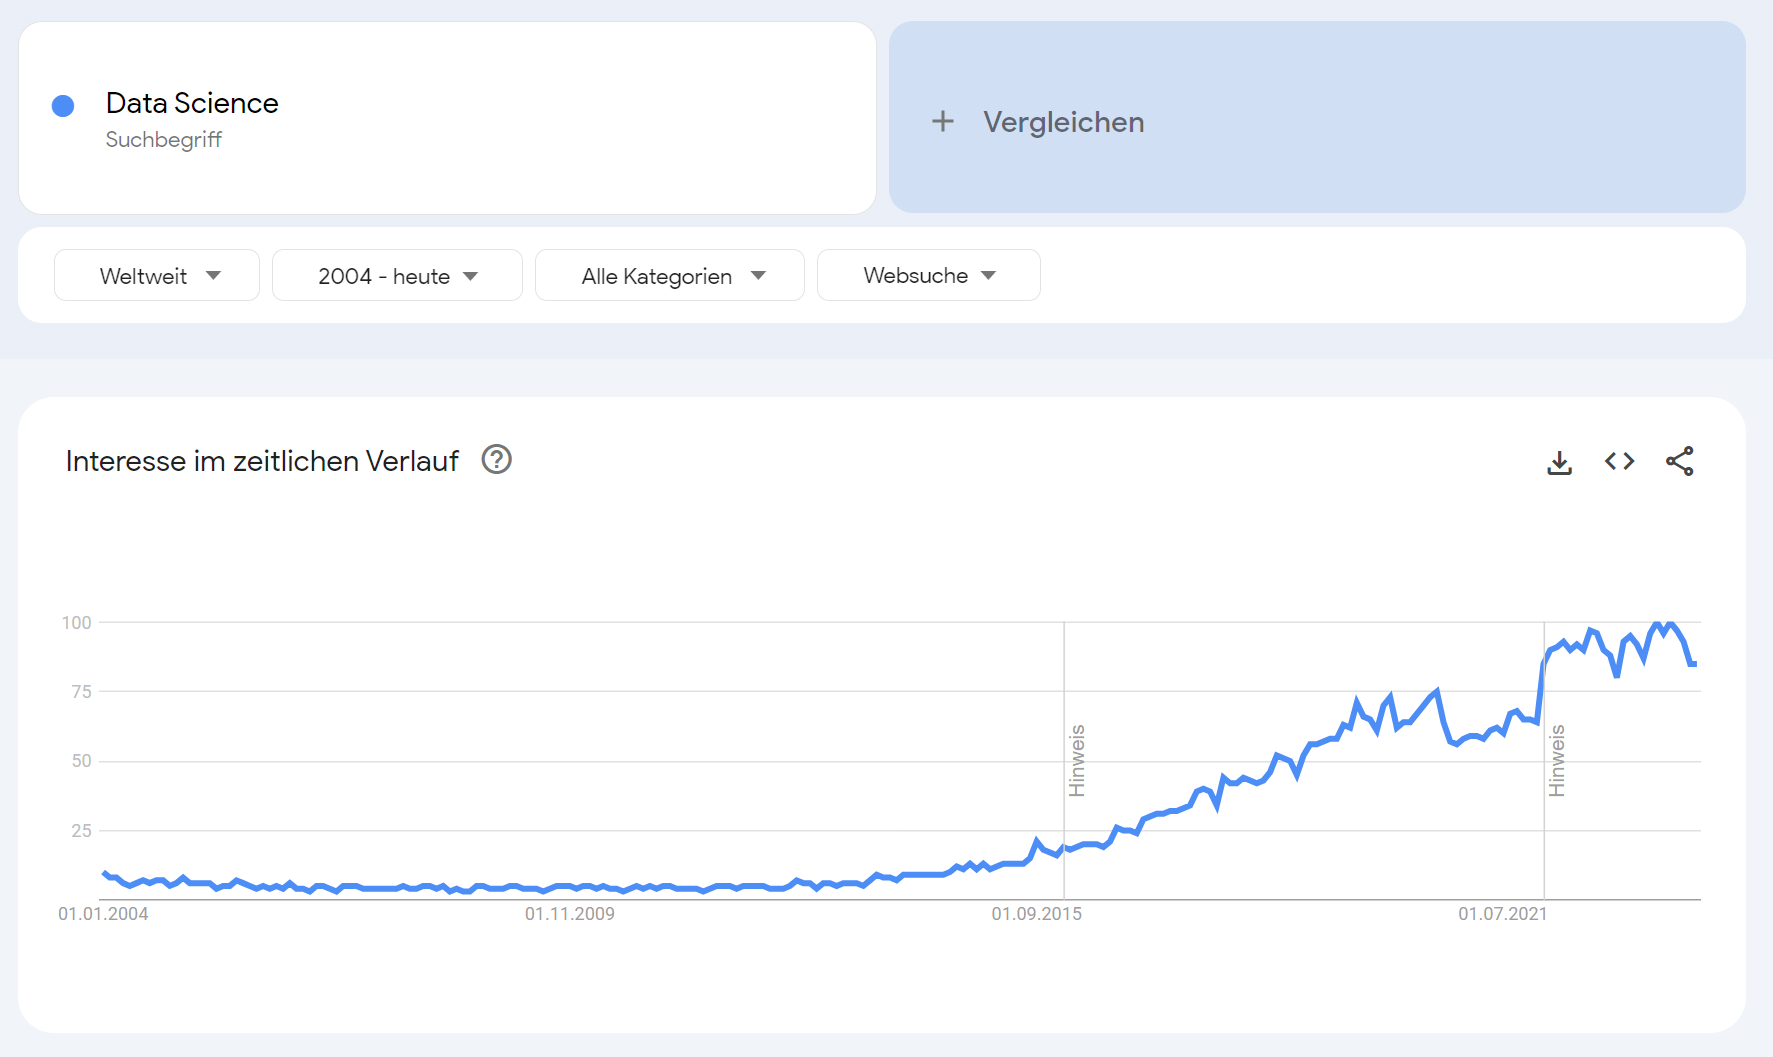 Data Science
Suchbegriff
+ Vergleichen
Weltweit
2004 - heute
Alle Kategorien
Websuche
Interesse im zeitlichen Verlauf
100
75
50
25
Hinweis
Hinweis
01.01.2004
01.11.2009
01.09.2015
01.07.2021